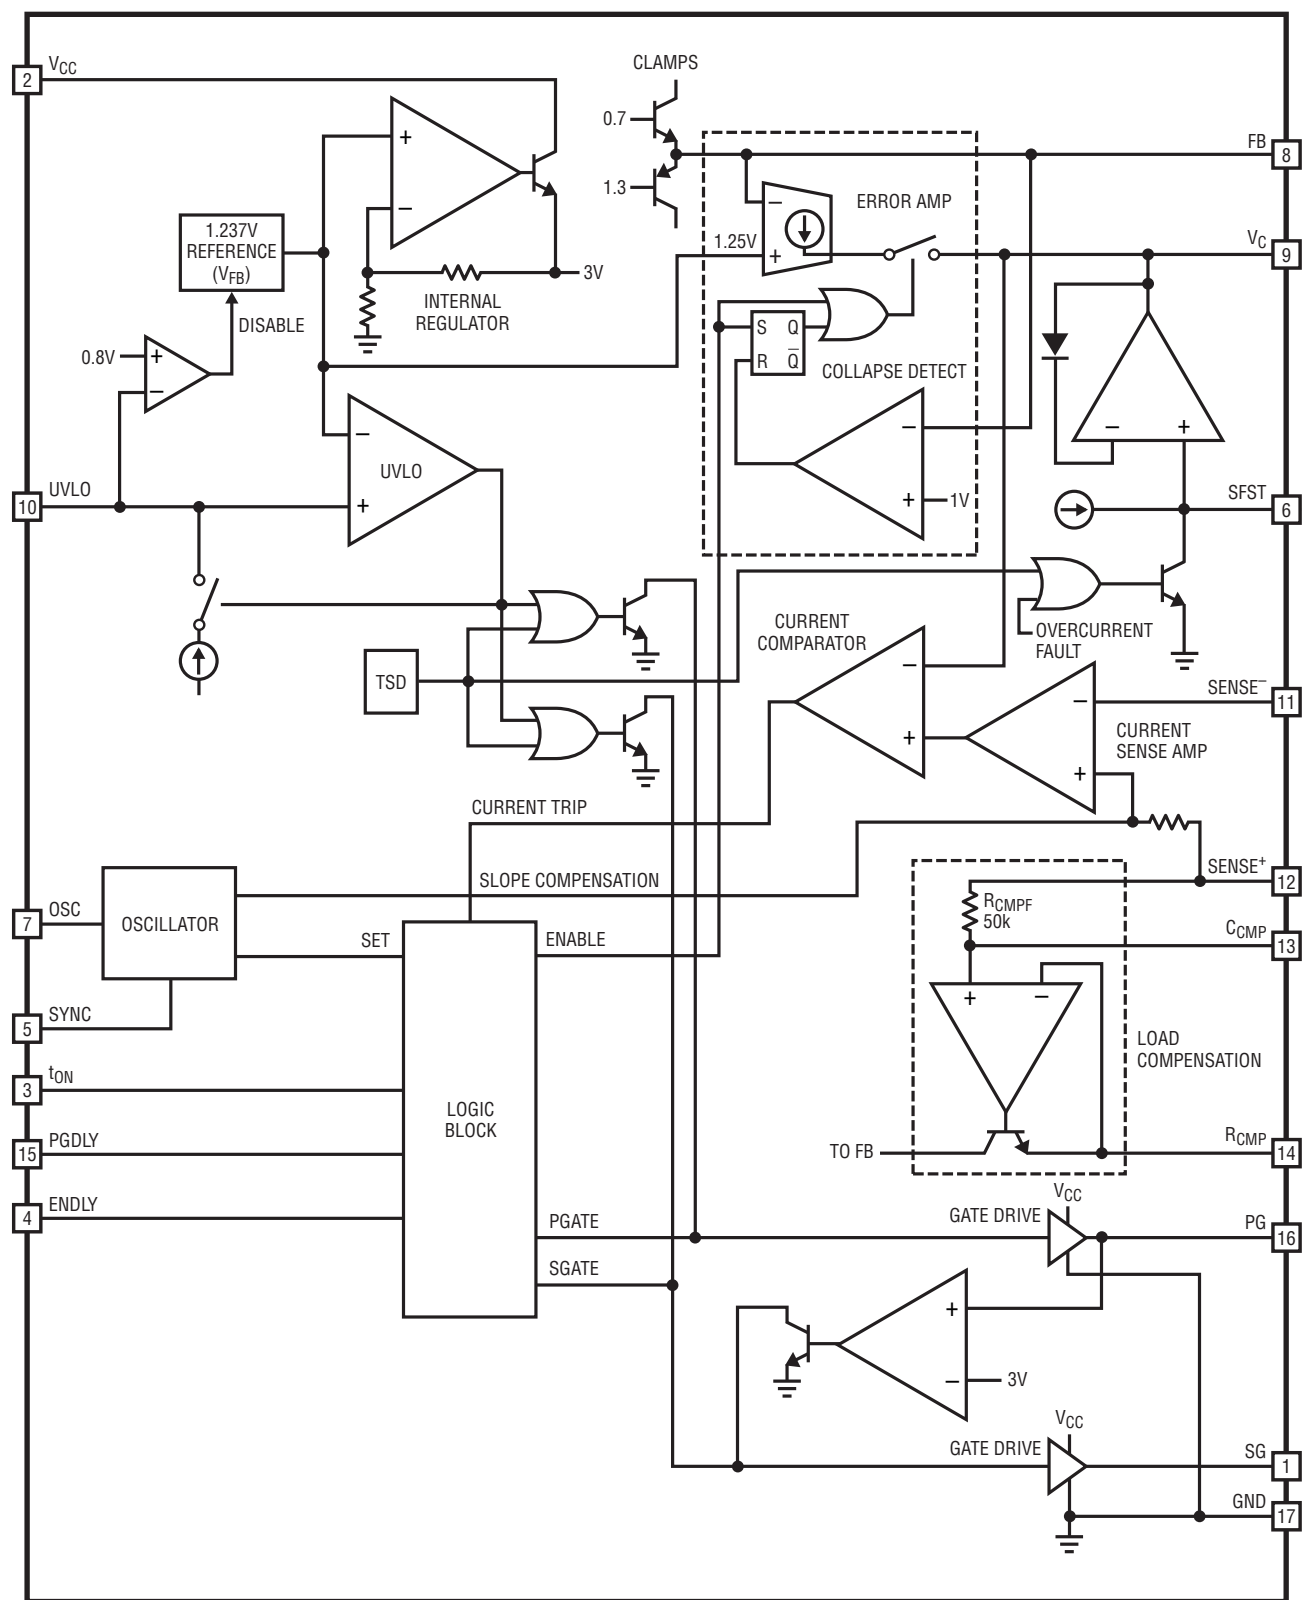 CLAMPS
VCC
2
0.7
FB
8
1.3
ERROR AMP
1.237V
REFERENCE
(VFB)
+
–
–
1.25V
+
VC
9
3V
INTERNAL
REGULATOR
DISABLE
S Q
R Q̅
0.8V
+
–
COLLAPSE DETECT
–
UVLO
+
–
+
1V
–
+
UVLO
10
SFST
6
OVERCURRENT
FAULT
CURRENT
COMPARATOR
–
+
TSD
SENSE–
11
–
+
CURRENT
SENSE AMP
CURRENT TRIP
SLOPE COMPENSATION
SENSE+
12
OSC
7
OSCILLATOR
SET
ENABLE
RCMPF
50k
CCMP
13
+
–
SYNC
5
LOAD
COMPENSATION
tON
3
LOGIC
BLOCK
PGDLY
15
TO FB
RCMP
14
ENDLY
4
VCC
PGATE
GATE DRIVE
PG
16
SGATE
+
–
3V
VCC
GATE DRIVE
SG
1
GND
17